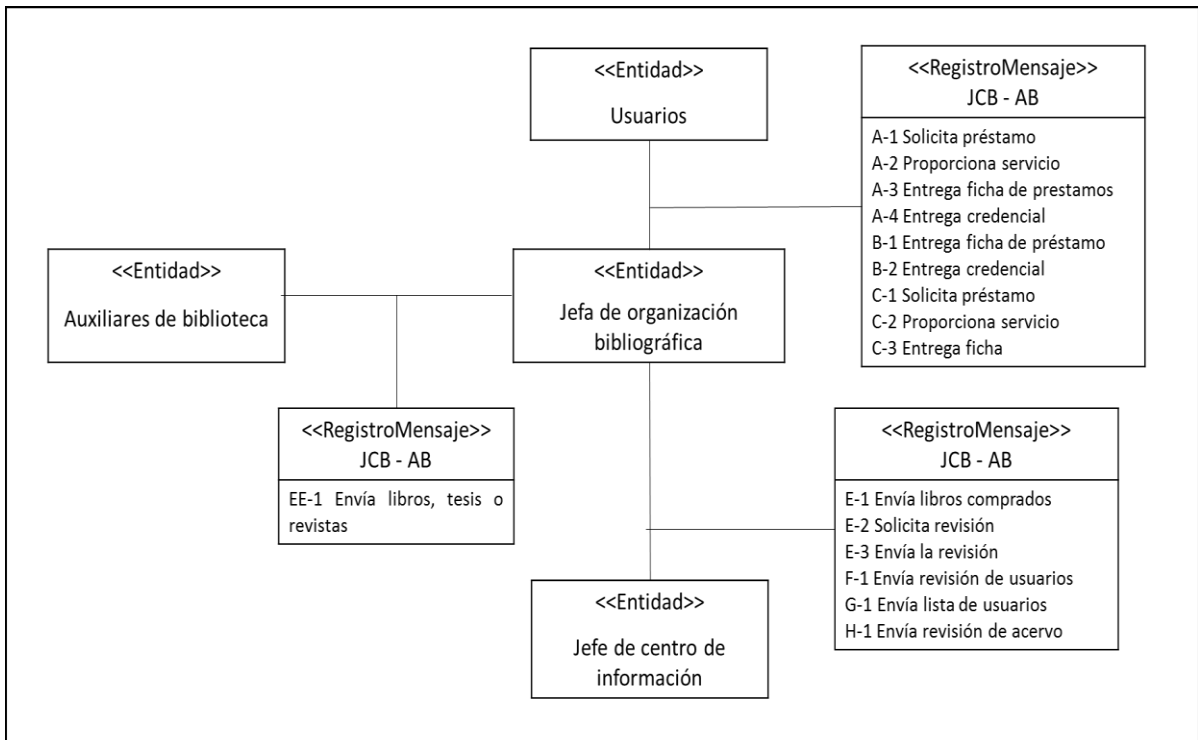 <<Entidad>>
Usuarios
<<RegistroMensaje>>
JCB - AB
A-1 Solicita préstamo
A-2 Proporciona servicio
A-3 Entrega ficha de prestamos
A-4 Entrega credencial
B-1 Entrega ficha de préstamo
B-2 Entrega credencial
C-1 Solicita préstamo
C-2 Proporciona servicio
C-3 Entrega ficha
<<Entidad>>
Auxiliares de biblioteca
<<Entidad>>
Jefa de organización
bibliográfica
<<RegistroMensaje>>
JCB - AB
EE-1 Envía libros, tesis o
revistas
<<RegistroMensaje>>
JCB - AB
E-1 Envía libros comprados
E-2 Solicita revisión
E-3 Envía la revisión
F-1 Envía revisión de usuarios
G-1 Envía lista de usuarios
H-1 Envía revisión de acervo
<<Entidad>>
Jefe de centro de
información